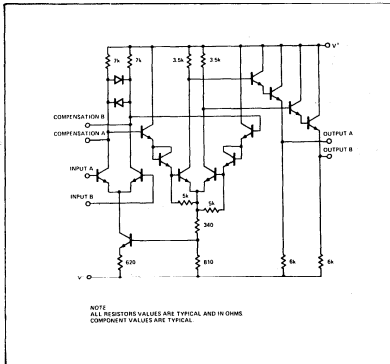 V+
7k
7k
3.5k
3.5k
COMPENSATION B
COMPENSATION A
OUTPUT A
OUTPUT B
INPUT A
INPUT B
5k
5k
340
620
810
6k
6k
V
NOTE
ALL RESISTORS VALUES ARE TYPICAL AND IN OHMS
COMPONENT VALUES ARE TYPICAL